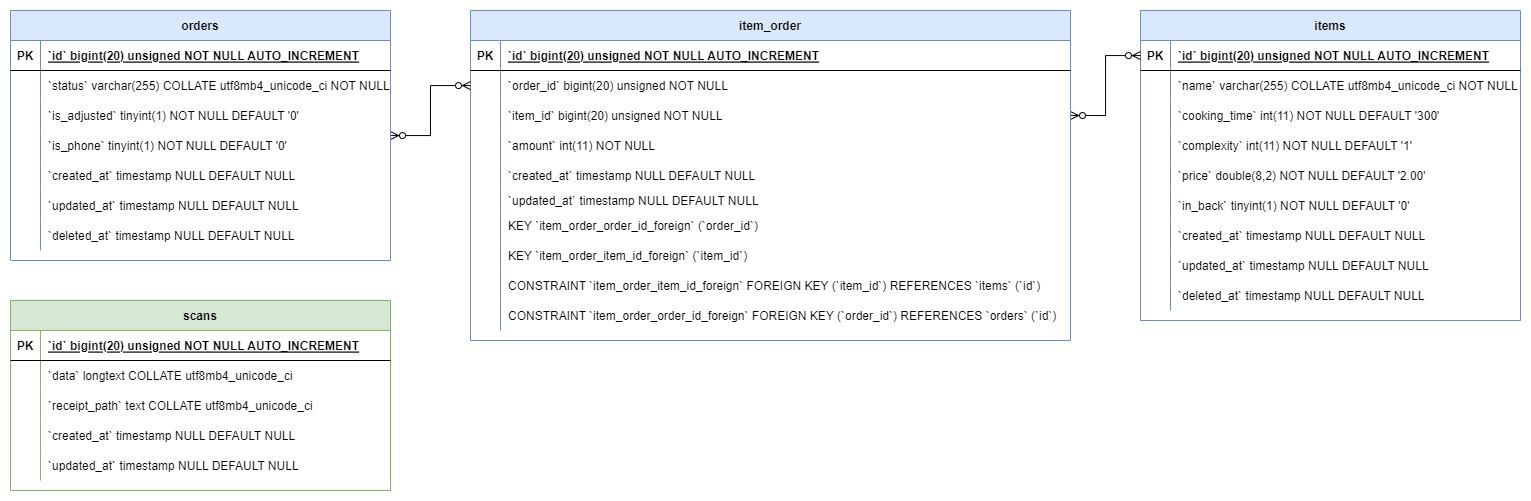 orders
PK `id` bigint(20) unsigned NOT NULL AUTO_INCREMENT
`status` varchar(255) COLLATE utf8mb4_unicode_ci NOT NULL
`is_adjusted` tinyint(1) NOT NULL DEFAULT '0'
`is_phone` tinyint(1) NOT NULL DEFAULT '0'
`created_at` timestamp NULL DEFAULT NULL
`updated_at` timestamp NULL DEFAULT NULL
`deleted_at` timestamp NULL DEFAULT NULL
item_order
PK `id` bigint(20) unsigned NOT NULL AUTO_INCREMENT
`order_id` bigint(20) unsigned NOT NULL
`item_id` bigint(20) unsigned NOT NULL
`amount` int(11) NOT NULL
`created_at` timestamp NULL DEFAULT NULL
`updated_at` timestamp NULL DEFAULT NULL
KEY `item_order_order_id_foreign` (`order_id`)
KEY `item_order_item_id_foreign` (`item_id`)
CONSTRAINT `item_order_item_id_foreign` FOREIGN KEY (`item_id`) REFERENCES `items` (`id`)
CONSTRAINT `item_order_order_id_foreign` FOREIGN KEY (`order_id`) REFERENCES `orders` (`id`)
items
PK `id` bigint(20) unsigned NOT NULL AUTO_INCREMENT
`name` varchar(255) COLLATE utf8mb4_unicode_ci NOT NULL
`cooking_time` int(11) NOT NULL DEFAULT '300'
`complexity` int(11) NOT NULL DEFAULT '1'
`price` double(8,2) NOT NULL DEFAULT '2.00'
`in_back` tinyint(1) NOT NULL DEFAULT '0'
`created_at` timestamp NULL DEFAULT NULL
`updated_at` timestamp NULL DEFAULT NULL
`deleted_at` timestamp NULL DEFAULT NULL
scans
PK `id` bigint(20) unsigned NOT NULL AUTO_INCREMENT
`data` longtext COLLATE utf8mb4_unicode_ci
`receipt_path` text COLLATE utf8mb4_unicode_ci
`created_at` timestamp NULL DEFAULT NULL
`updated_at` timestamp NULL DEFAULT NULL